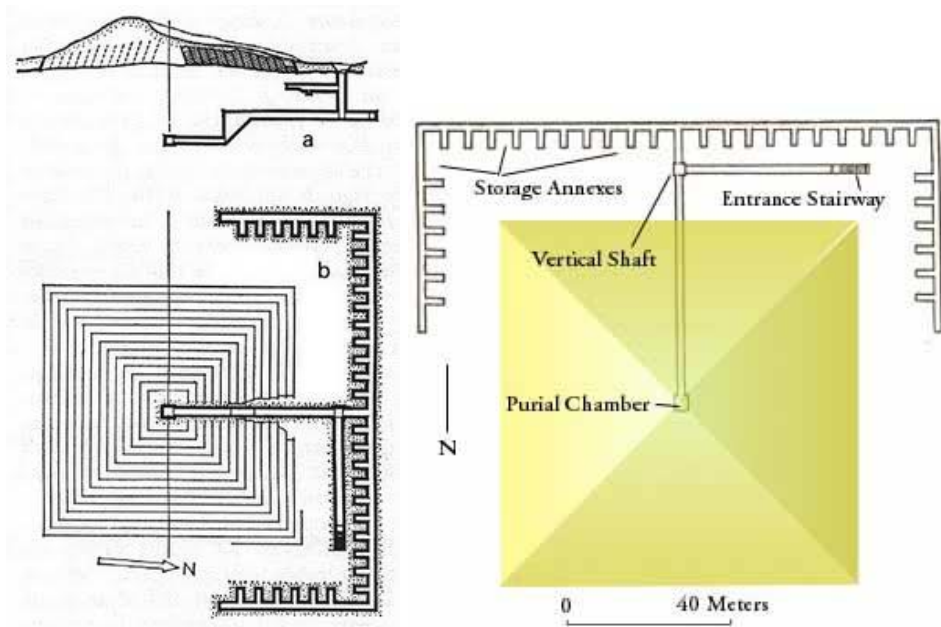 a
b
N
Storage Annexes
Entrance Stairway
Vertical Shaft
Purial Chamber
N
0 40 Meters